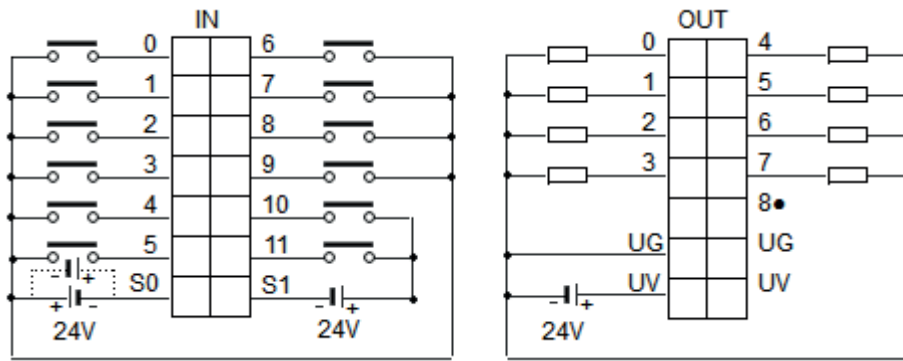 IN OUT
0 6 0 4
1 7 1 5
2 8 2 6
3 9 3 7
4 10 8
5 11 UG UG
- +
S0 S1 UV UV
+ - - + - +
24V 24V 24V